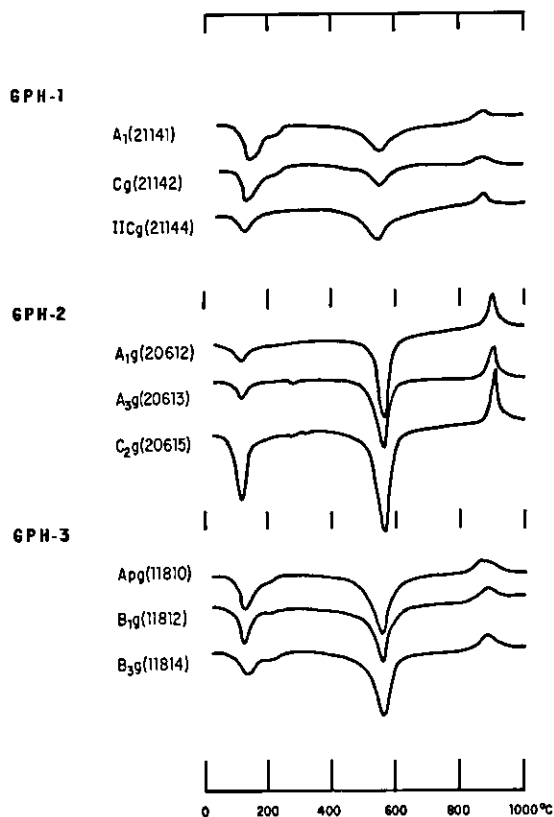 GPH-1
A₁(21141)
Cg(21142)
IICg(21144)
GPH-2
A₁g(20612)
A₃g(20613)
C₂g(20615)
GPH-3
Apg(11810)
B₁g(11812)
B₃g(11814)
0 200 400 600 800 1000°C